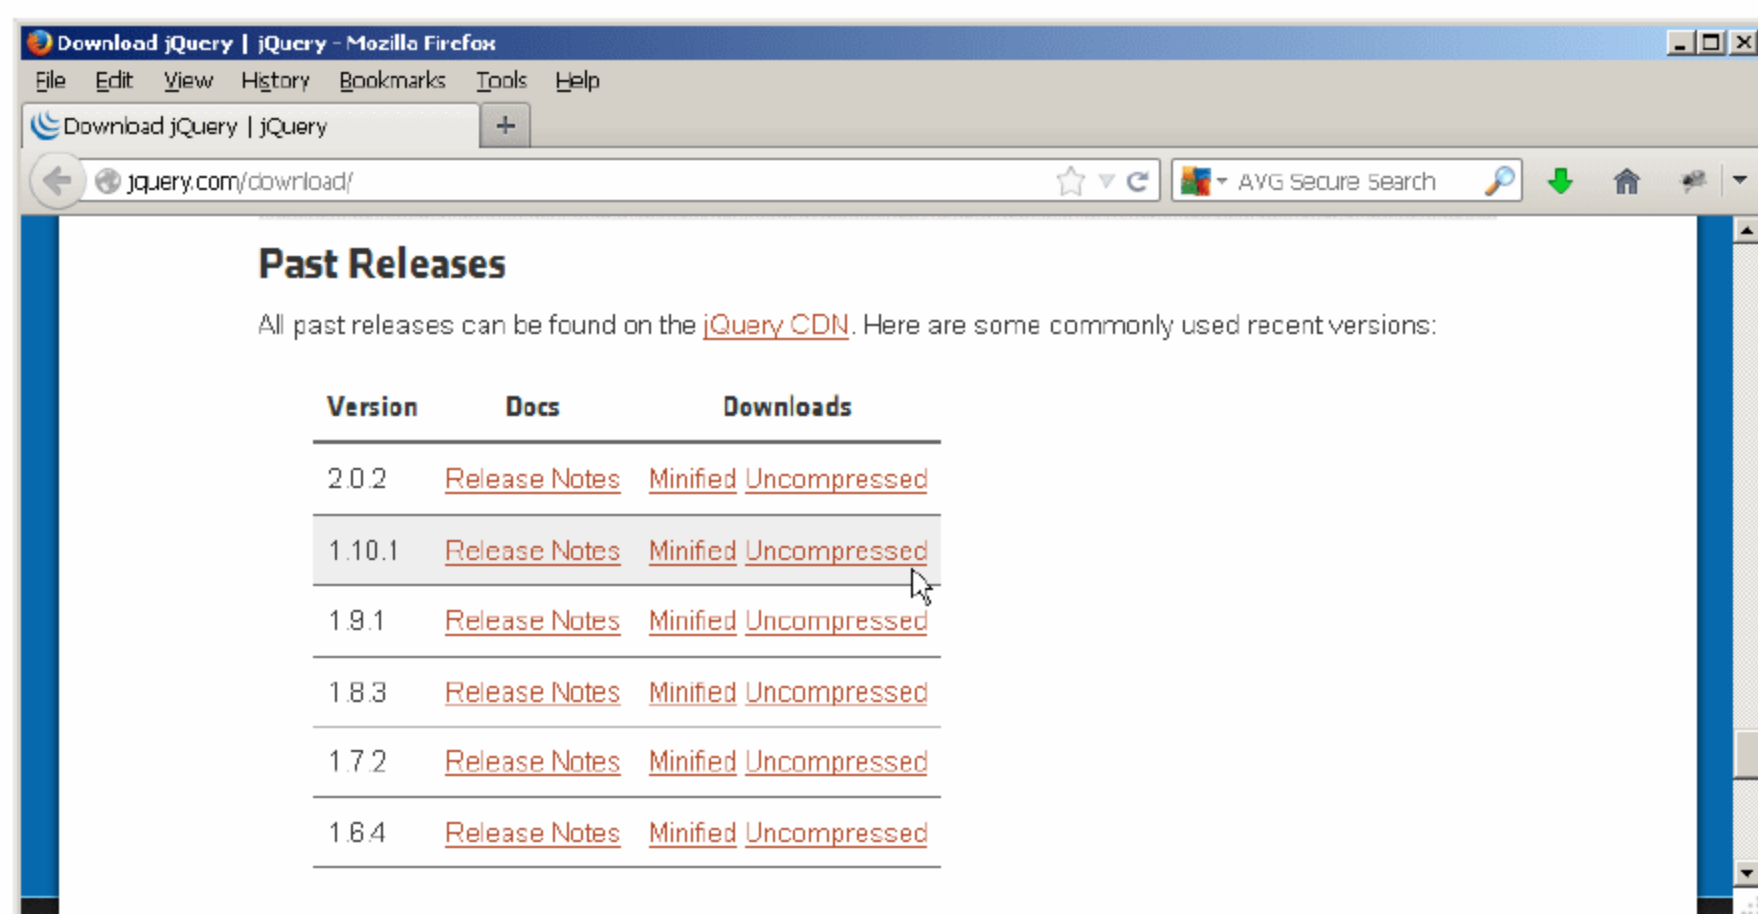 Download jQuery | jQuery - Mozilla Firefox
File Edit View History Bookmarks Tools Help
Download jQuery | jQuery
jquery.com/download/ AVG Secure Search
Past Releases
All past releases can be found on the jQuery CDN. Here are some commonly used recent versions:
Version Docs Downloads
2.0.2 Release Notes Minified Uncompressed
1.10.1 Release Notes Minified Uncompressed
1.9.1 Release Notes Minified Uncompressed
1.8.3 Release Notes Minified Uncompressed
1.7.2 Release Notes Minified Uncompressed
1.6.4 Release Notes Minified Uncompressed